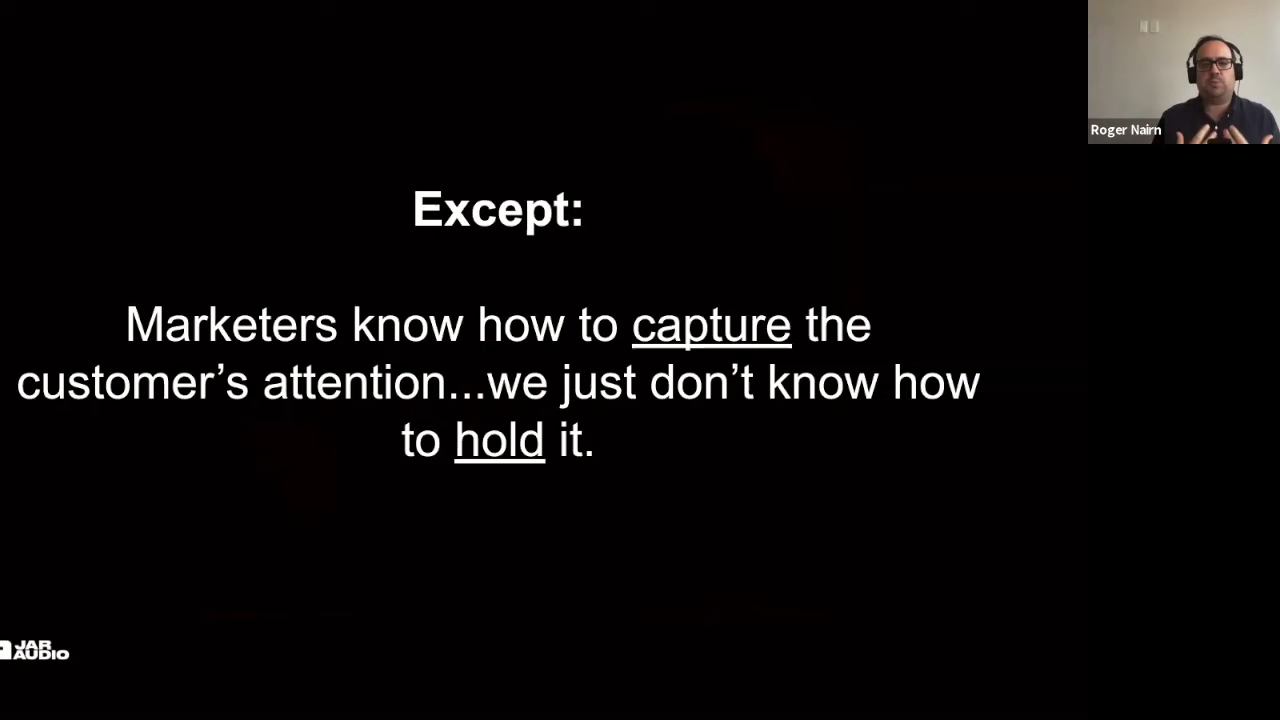 Except:
Marketers know how to capture the
customer’s attention...we just don’t know how
to hold it.
Roger Nairn
JAR
AUDIO